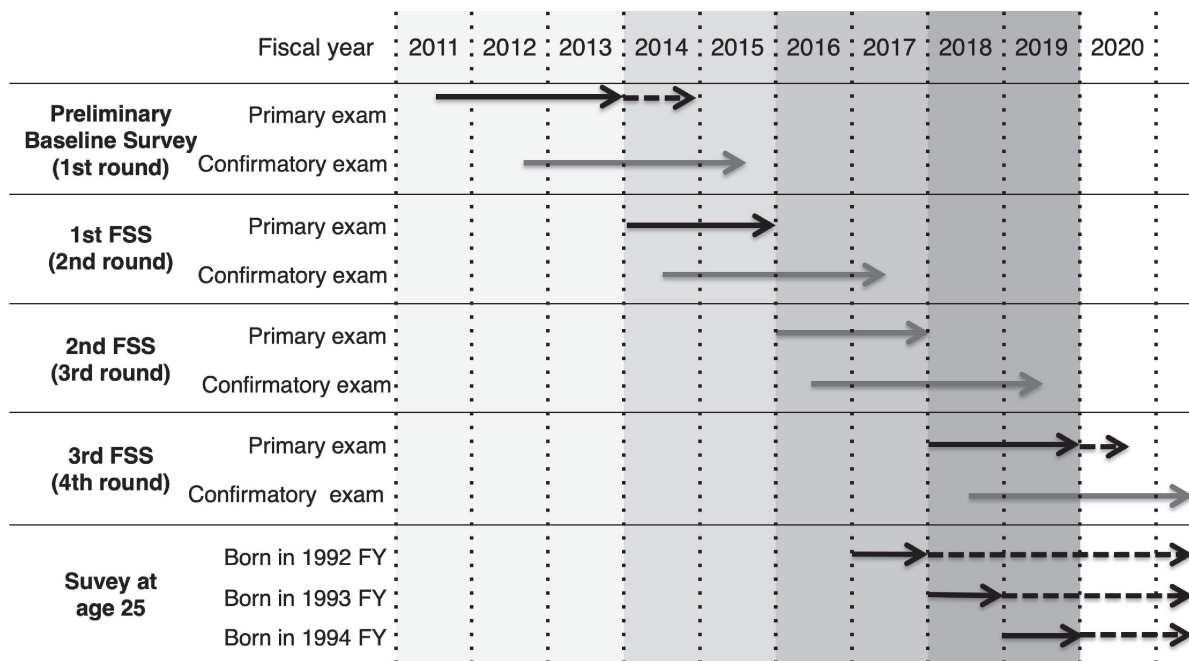 Fiscal year 2011 2012 2013 2014 2015 2016 2017 2018 2019 2020
Preliminary
Baseline Survey
(1st round)
Primary exam
Confirmatory exam
1st FSS
(2nd round)
Primary exam
Confirmatory exam
2nd FSS
(3rd round)
Primary exam
Confirmatory exam
3rd FSS
(4th round)
Primary exam
Confirmatory exam
Suvey at
age 25
Born in 1992 FY
Born in 1993 FY
Born in 1994 FY